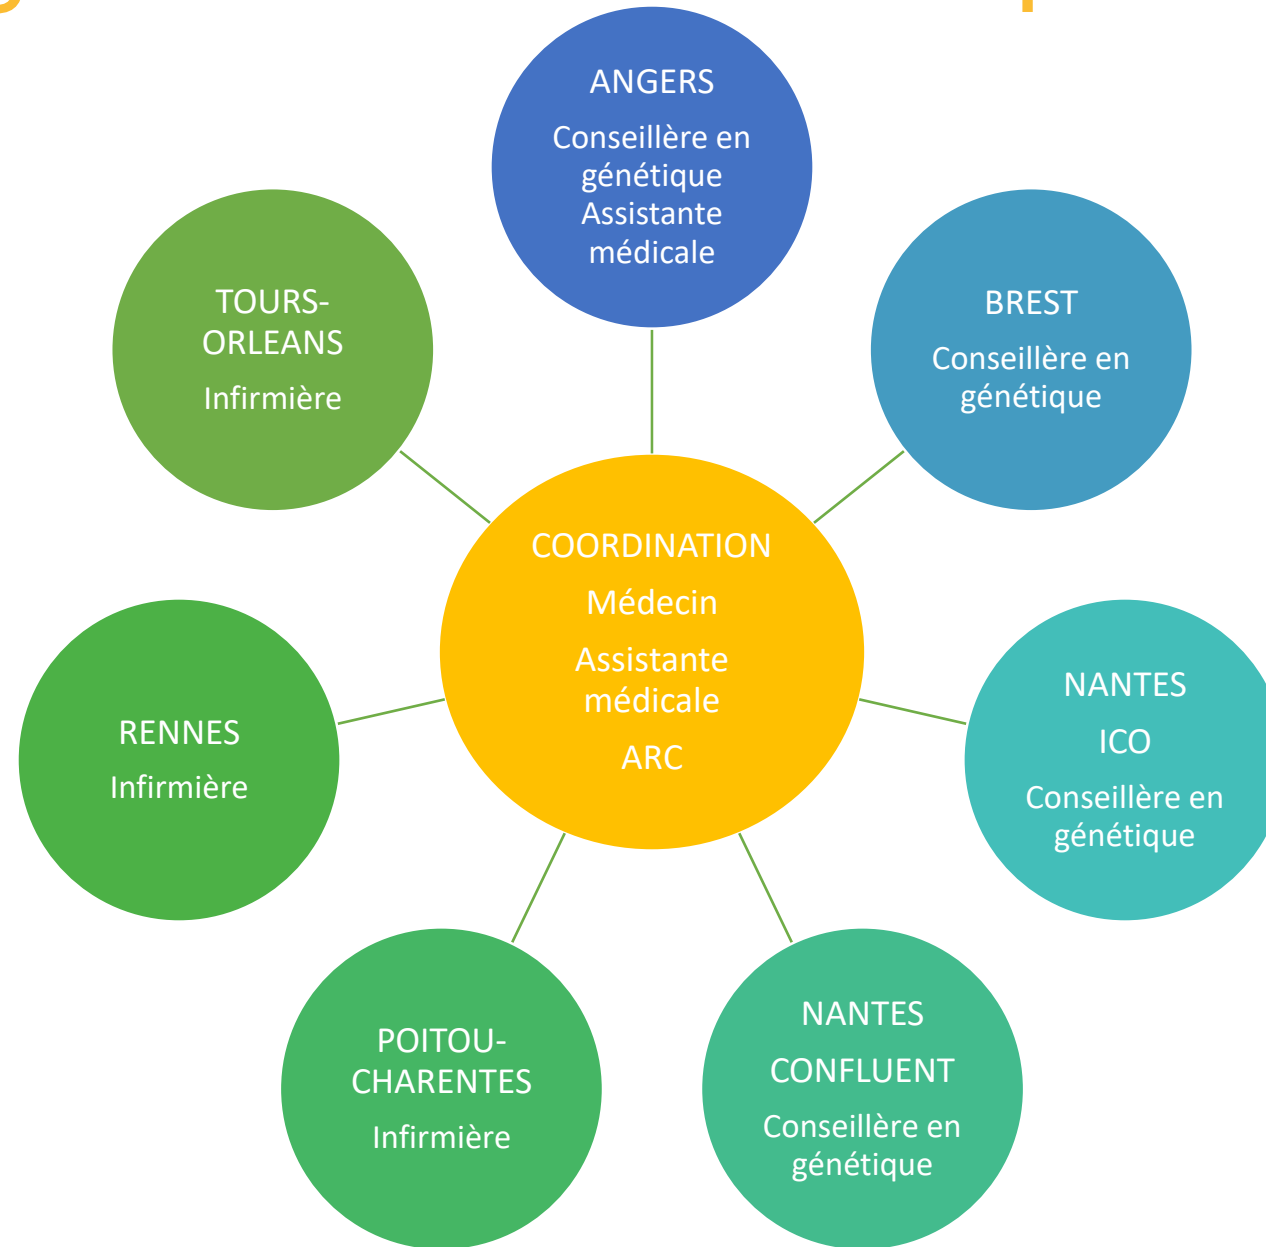 ANGERS
Conseillère en
génétique
Assistante
médicale
BREST
Conseillère en
génétique
NANTES
ICO
Conseillère en
génétique
NANTES
CONFLUENT
Conseillère en
génétique
POITOU-
CHARENTES
Infirmière
RENNES
Infirmière
TOURS-
ORLEANS
Infirmière
COORDINATION
Médecin
Assistante
médicale
ARC